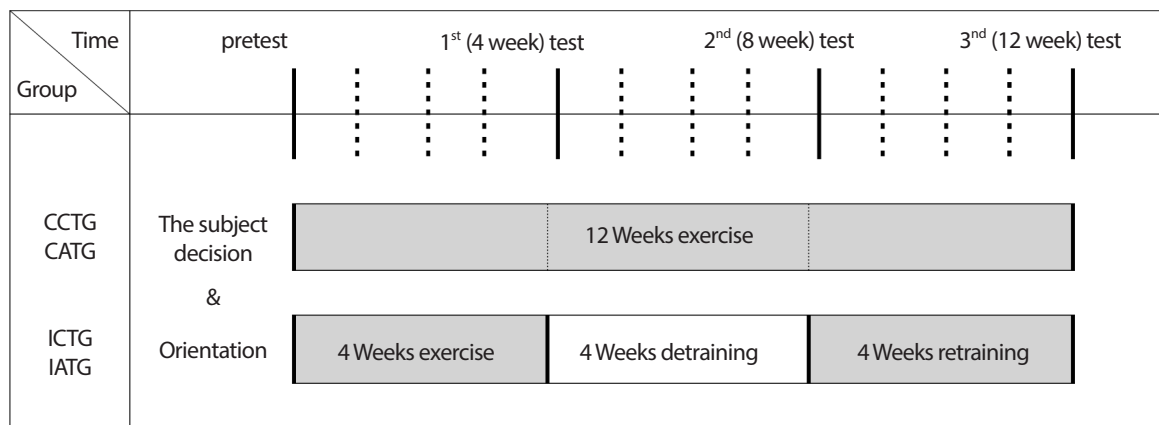 Time
Group
pretest
1st (4 week) test
2nd (8 week) test
3nd (12 week) test
CCTG
CATG
ICTG
IATG
The subject
decision
&
Orientation
12 Weeks exercise
4 Weeks exercise
4 Weeks detraining
4 Weeks retraining